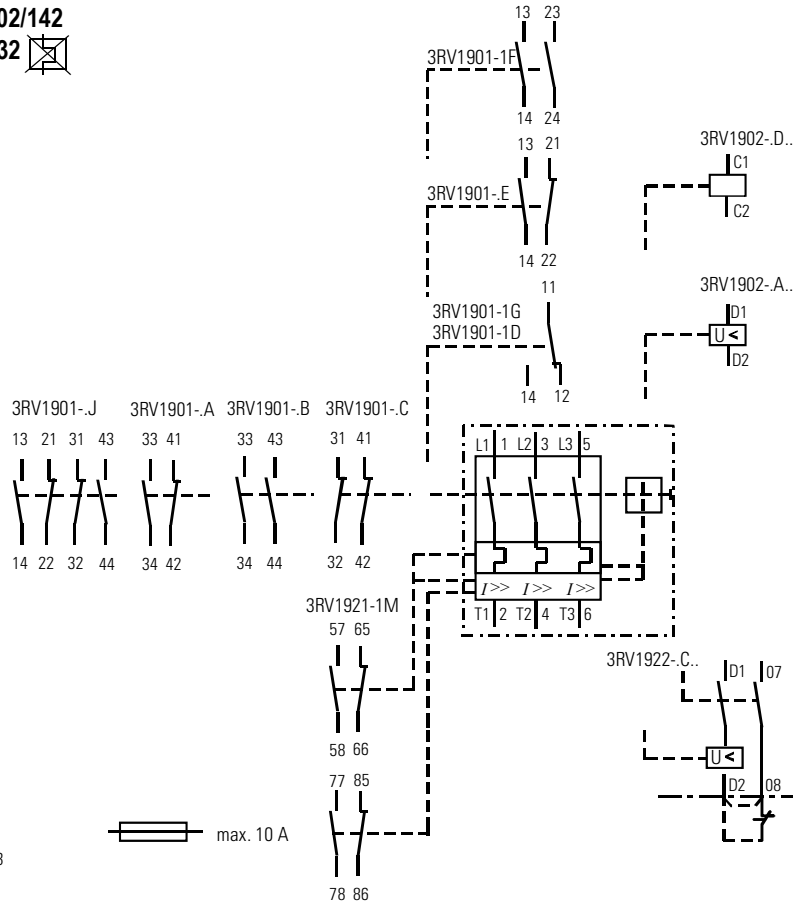 02/142
32
13 23
3RV1901-1F
14 24
13 21
3RV1901-.E
14 22
11
3RV1901-1G
3RV1901-1D
14 12
3RV1902-.D..
C1
C2
3RV1902-.A..
D1
U<
D2
3RV1901-.J 3RV1901-.A 3RV1901-.B 3RV1901-.C
13 21 31 43 33 41 33 43 31 41
14 22 32 44 34 42 34 44 32 42
L1 1 L2 3 L3 5
I>> I>> I>>
T1 2 T2 4 T3 6
3RV1921-1M
57 65
58 66
77 85
78 86
3RV1922-.C..
D1 07
U<
D2 08
max. 10 A
3